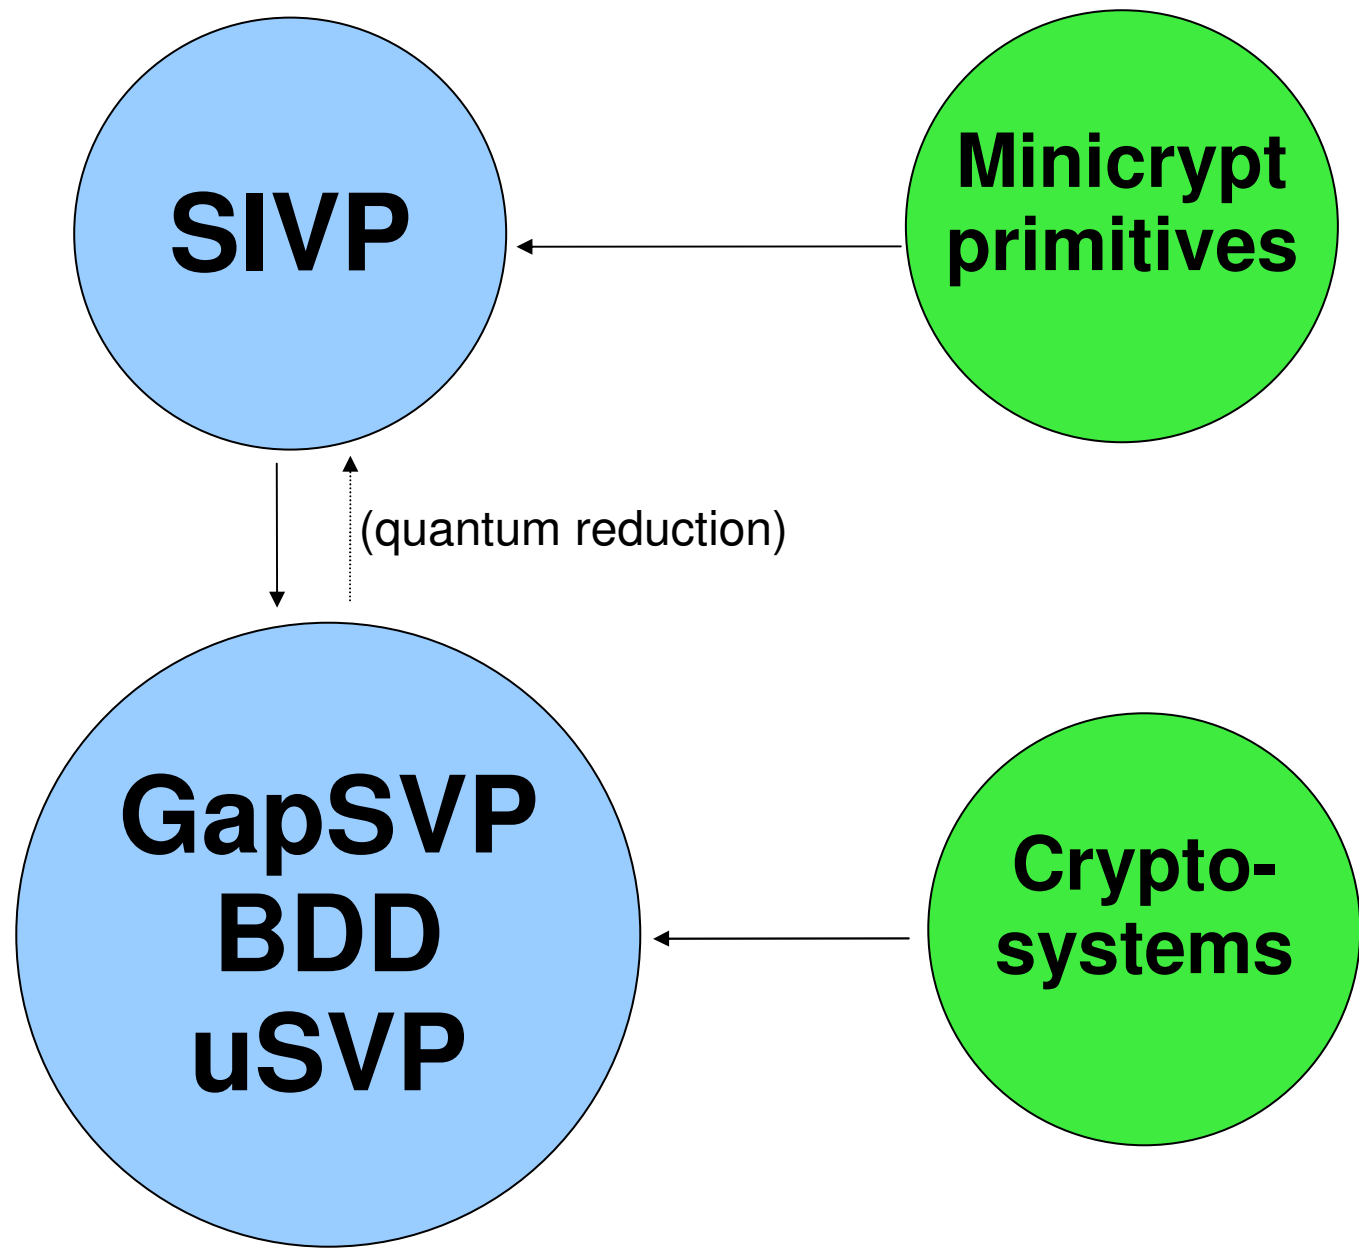 SIVP
Minicrypt
primitives
(quantum reduction)
GapSVP
BDD
uSVP
Crypto-
systems